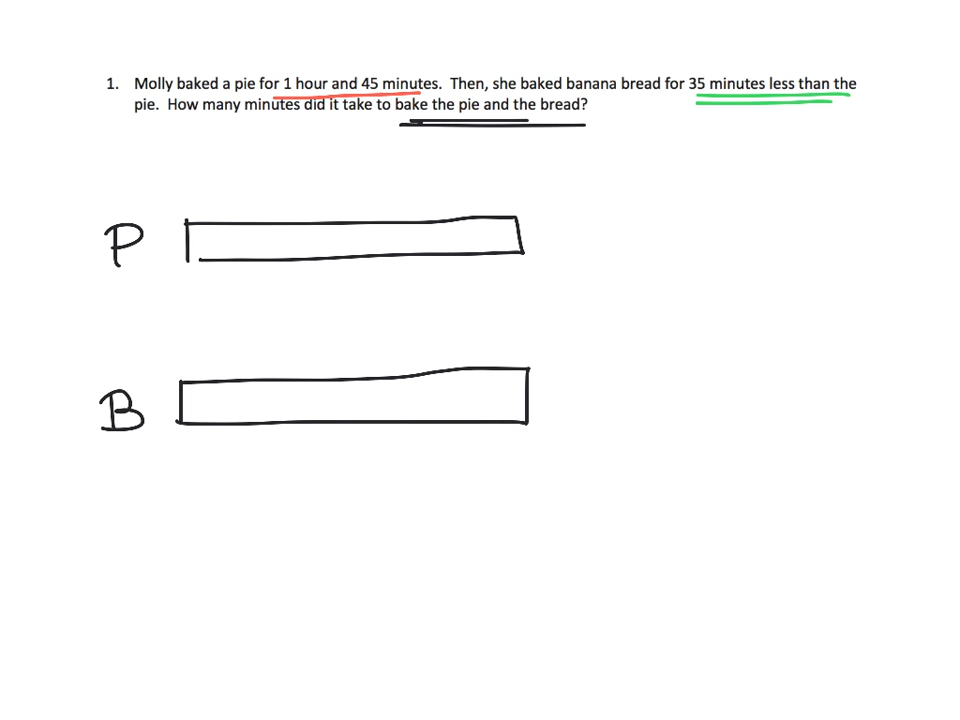 1. Molly baked a pie for 1 hour and 45 minutes. Then, she baked banana bread for 35 minutes less than the
pie. How many minutes did it take to bake the pie and the bread?
P
B